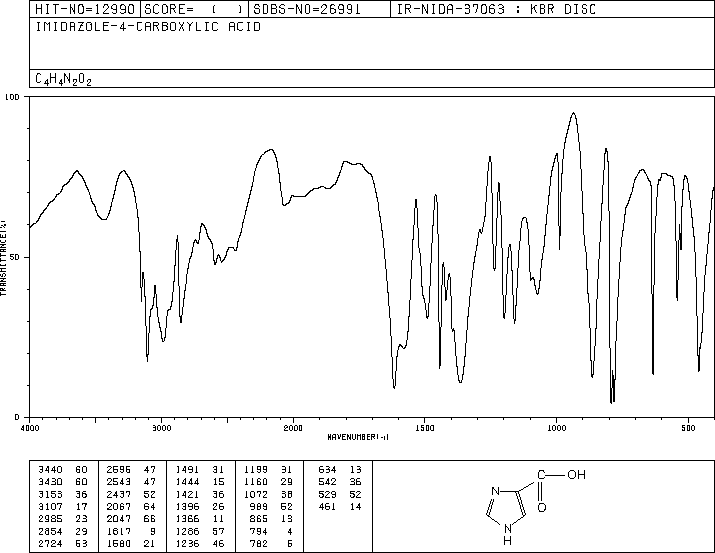 HIT-NO=12990 SCORE= ( ) SDBS-NO=26991 IR-NIDA-37063 : KBR DISC
IMIDAZOLE-4-CARBOXYLIC ACID
C4H4N2O2
100
50
0
TRANSMITTANCE(%)
4000 3000 2000 1500 1000 500
WAVENUMBER(-1)
3440 60 2596 47 1491 31 1199 31 634 13
3430 60 2543 47 1444 15 1160 29 542 36
3153 36 2437 52 1421 36 1072 38 529 52
3107 17 2067 64 1396 26 989 52 461 14
2985 23 2047 66 1366 11 865 13
2854 29 1617 9 1286 57 794 4
2724 53 1580 21 1236 46 782 5
C OH
N
O
N
H